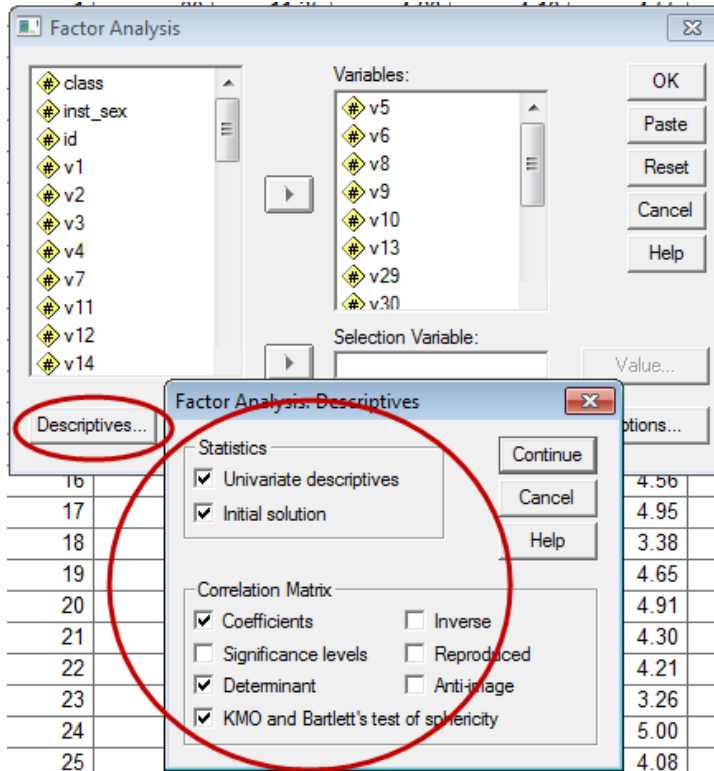 Factor Analysis
class
inst_sex
id
v1
v2
v3
v4
v7
v11
v12
v14
Variables:
v5
v6
v8
v9
v10
v13
v29
v30
Selection Variable:
OK
Paste
Reset
Cancel
Help
Value...
Descriptives...
Factor Analysis: Descriptives
Statistics
Univariate descriptives
Initial solution
Continue
Cancel
Help
Correlation Matrix
Coefficients
Inverse
Significance levels
Reproduced
Determinant
Anti-image
KMO and Bartlett's test of sphericity
16 4.56
17 4.95
18 3.38
19 4.65
20 4.91
21 4.30
22 4.21
23 3.26
24 5.00
25 4.08